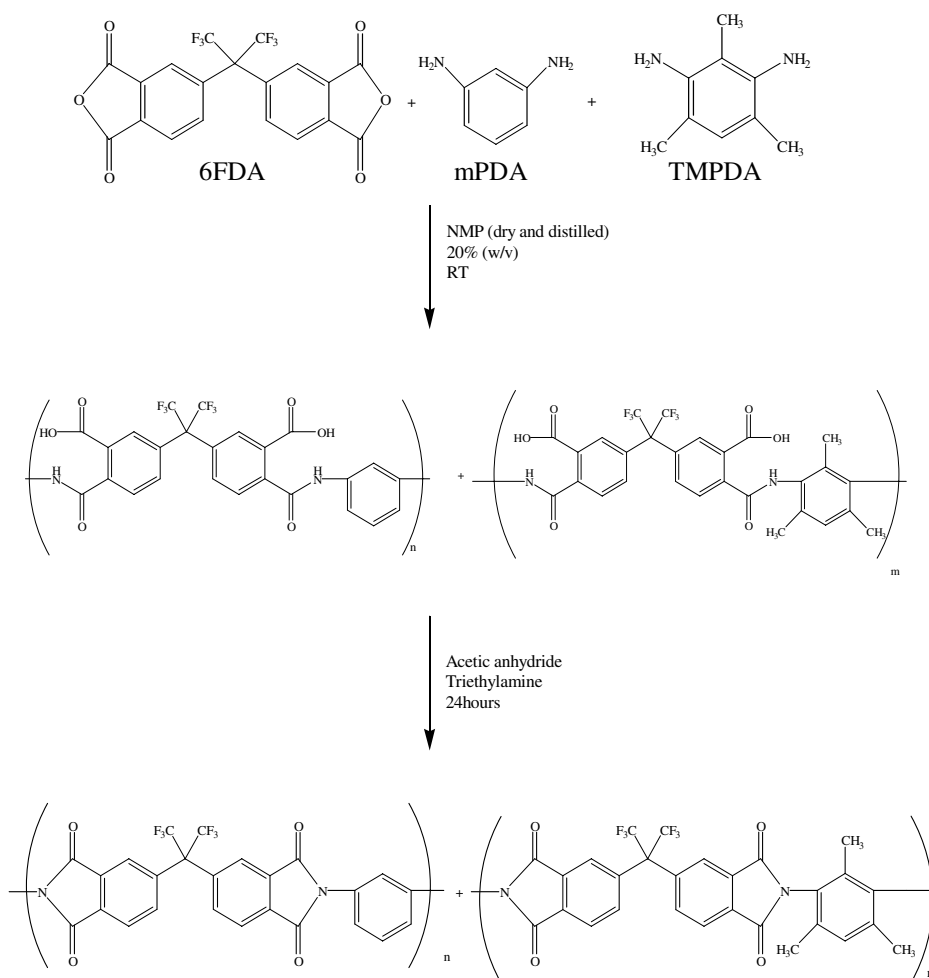 O F₃C CF₃ O
O O
O O
6FDA
+
H₂N NH₂
mPDA
+
CH₃
H₂N NH₂
H₃C CH₃
TMPDA
NMP (dry and distilled)
20% (w/v)
RT
O F₃C CF₃ O
HO OH
H N
O O
H N
n
+
O F₃C CF₃ O
HO OH
CH₃
H N
O O
H N
H₃C CH₃
m
Acetic anhydride
Triethylamine
24hours
O F₃C CF₃ O
N N
O O
n
+
O F₃C CF₃ O
CH₃
N N
O O
H₃C CH₃